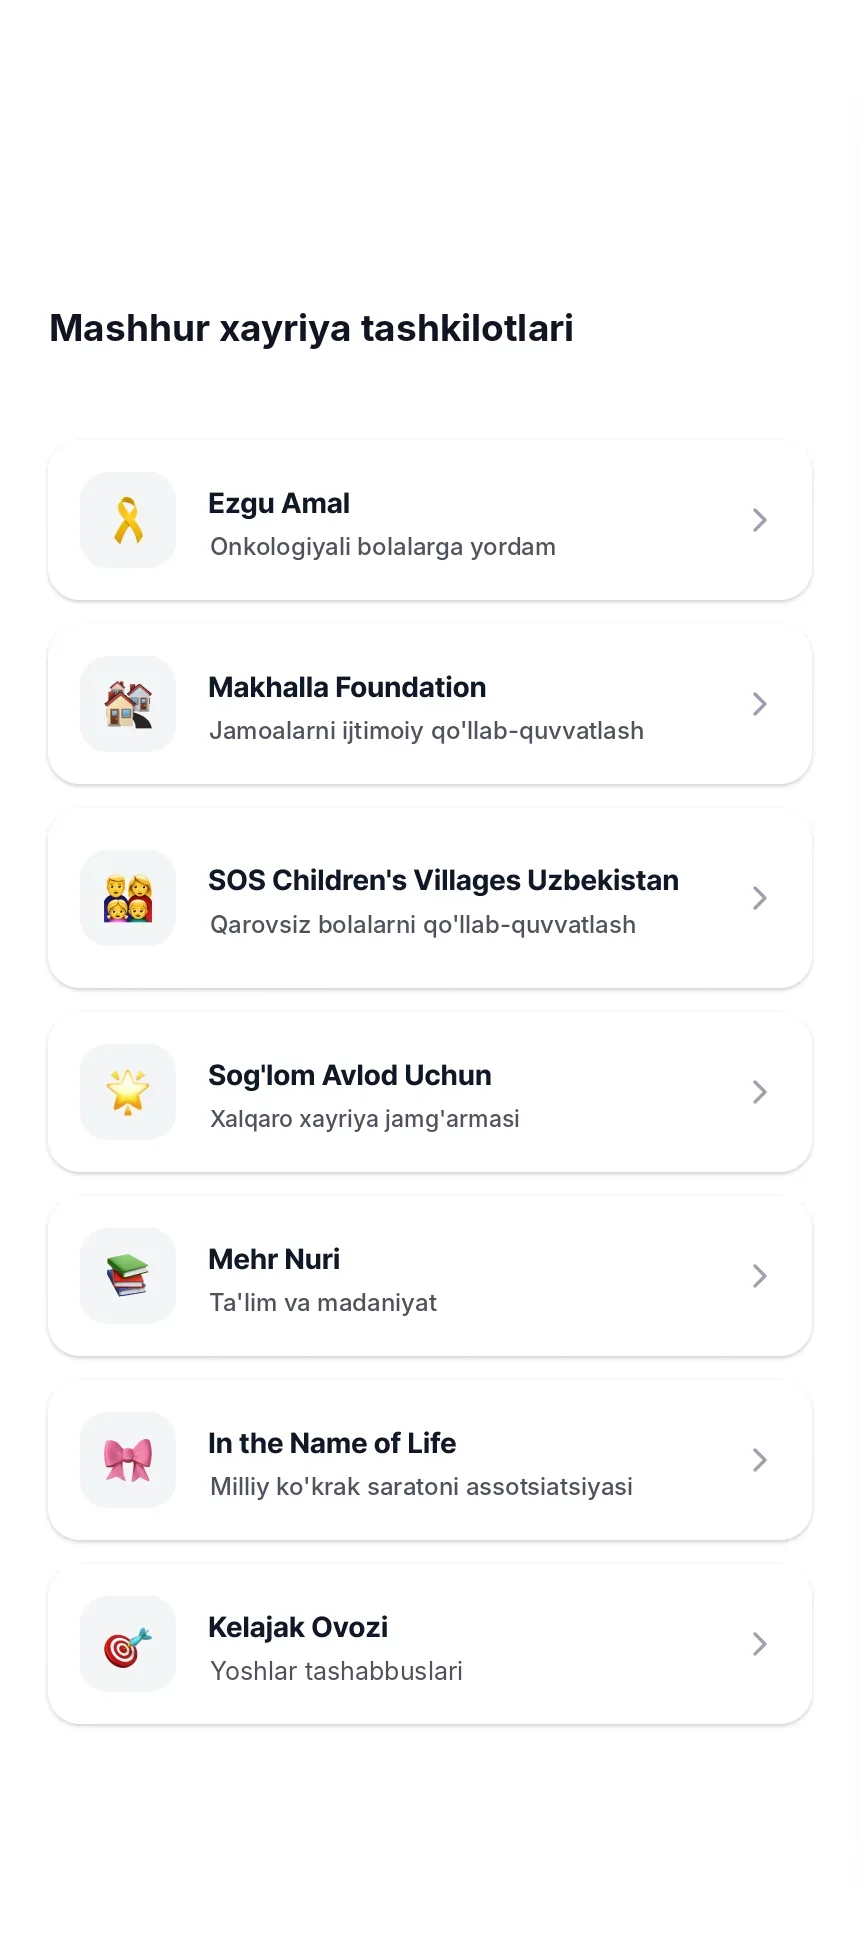 Mashhur xayriya tashkilotlari
Ezgu Amal
Onkologiyali bolalarga yordam
Makhalla Foundation
Jamoalarni ijtimoiy qo'llab-quvvatlash
SOS Children's Villages Uzbekistan
Qarovsiz bolalarni qo'llab-quvvatlash
Sog'lom Avlod Uchun
Xalqaro xayriya jamg'armasi
Mehr Nuri
Ta'lim va madaniyat
In the Name of Life
Milliy ko'krak saratoni assotsiatsiyasi
Kelajak Ovozi
Yoshlar tashabbuslari